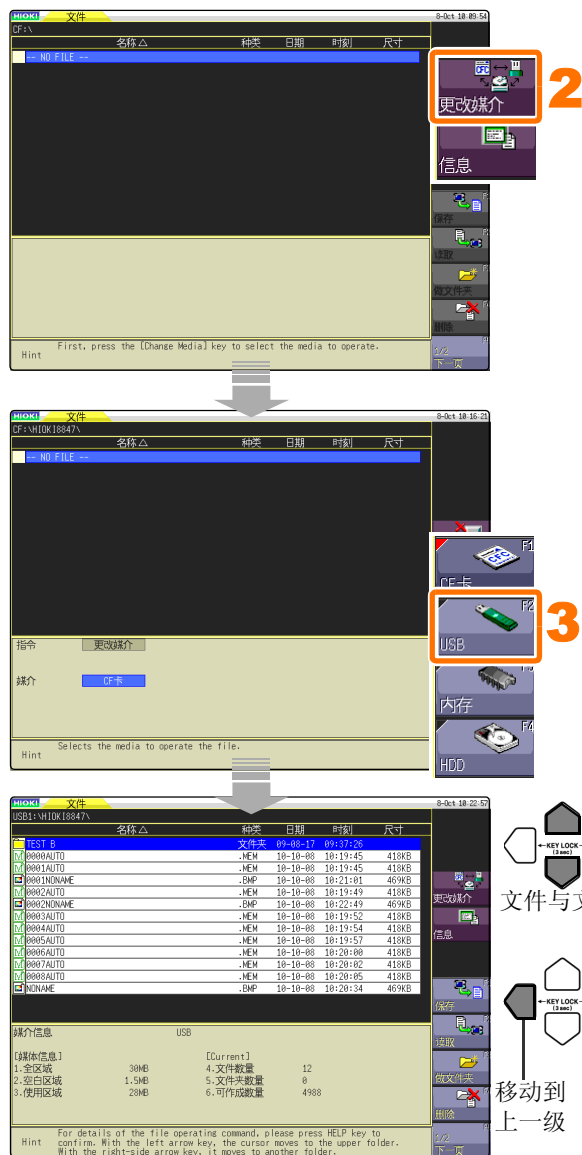 HIOKI 文件 8-Oct 10:09:54
CF:\
名称△ 种类 日期 时刻 尺寸
-- NO FILE --
CFC
更改媒介
2
信息
F1
保存
F2
读取
做文件夹
删除
First, press the [Change Media] key to select the media to operate.
Hint
1/2
下一页
HIOKI 文件 8-Oct 10:16:21
CF:\HIOKI8847\
名称△ 种类 日期 时刻 尺寸
-- NO FILE --
F1
CFC
CF卡
F2
USB
3
指令 更改媒介
内存
媒介 CF卡
F4
HDD
Selects the media to operate the file.
Hint
HIOKI 文件 8-Oct 10:22:57
USB1:\HIOKI8847\
名称△ 种类 日期 时刻 尺寸
TEST B 文件夹 09-08-17 09:37:26
0000AUTO .MEM 10-10-08 10:19:45 418KB
0001AUTO .MEM 10-10-08 10:19:45 418KB
0001NONAME .BMP 10-10-08 10:21:01 469KB
0002AUTO .MEM 10-10-08 10:19:49 418KB
0002NONAME .BMP 10-10-08 10:22:49 469KB
0003AUTO .MEM 10-10-08 10:19:52 418KB
0004AUTO .MEM 10-10-08 10:19:54 418KB
0005AUTO .MEM 10-10-08 10:19:57 418KB
0006AUTO .MEM 10-10-08 10:20:00 418KB
0007AUTO .MEM 10-10-08 10:20:02 418KB
0008AUTO .MEM 10-10-08 10:20:05 418KB
NONAME .BMP 10-10-08 10:20:34 469KB
更改媒介
信息
保存
读取
做文件夹
删除
1/2
下一页
媒介信息 USB
[媒体信息] [Current]
1.全区域 30MB 4.文件数量 12
2.空白区域 1.5MB 5.文件夹数量 0
3.使用区域 28MB 6.可作成数量 4988
Hint
For details of the file operating command, please press HELP key to
confirm. With the left arrow key, the cursor moves to the upper folder.
With the right-side arrow key, it moves to another folder.
KEY LOCK
(3 sec)
文件与文
KEY LOCK
(3 sec)
移动到
上一级